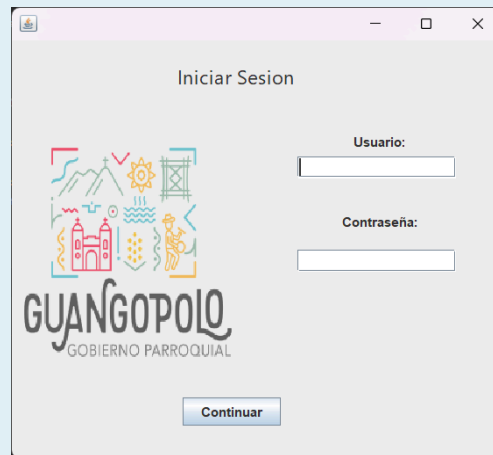 Iniciar Sesion
Usuario:
Contraseña:
GUANGOPOLO
GOBIERNO PARROQUIAL
Continuar